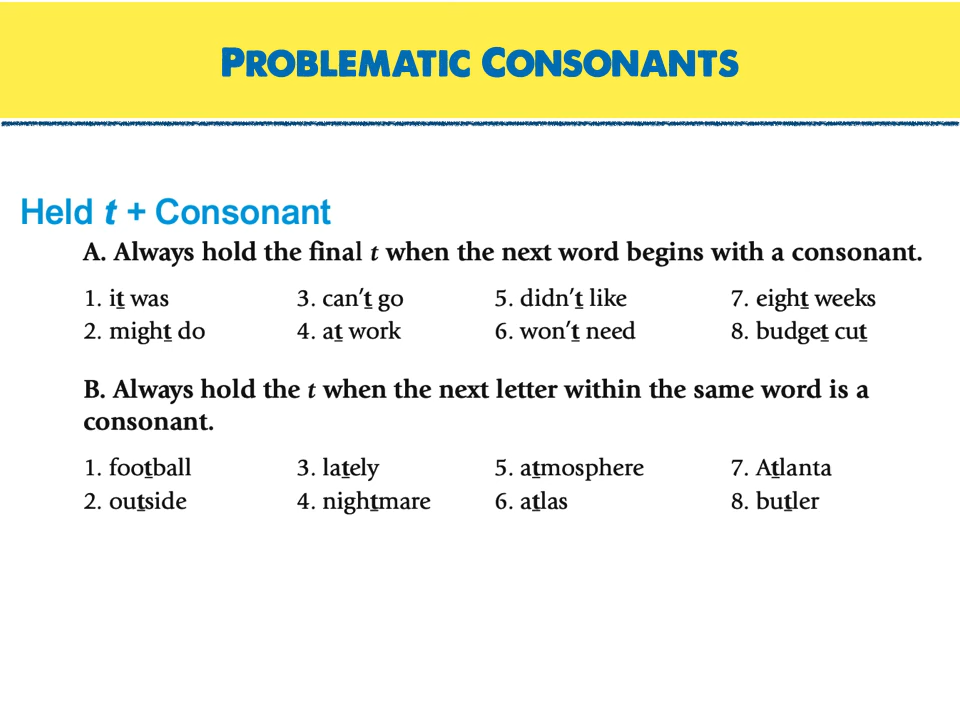 PROBLEMATIC CONSONANTS
Held t + Consonant
A. Always hold the final t when the next word begins with a consonant.
1. it was 3. can't go 5. didn't like 7. eight weeks
2. might do 4. at work 6. won't need 8. budget cut
B. Always hold the t when the next letter within the same word is a
consonant.
1. football 3. lately 5. atmosphere 7. Atlanta
2. outside 4. nightmare 6. atlas 8. butler